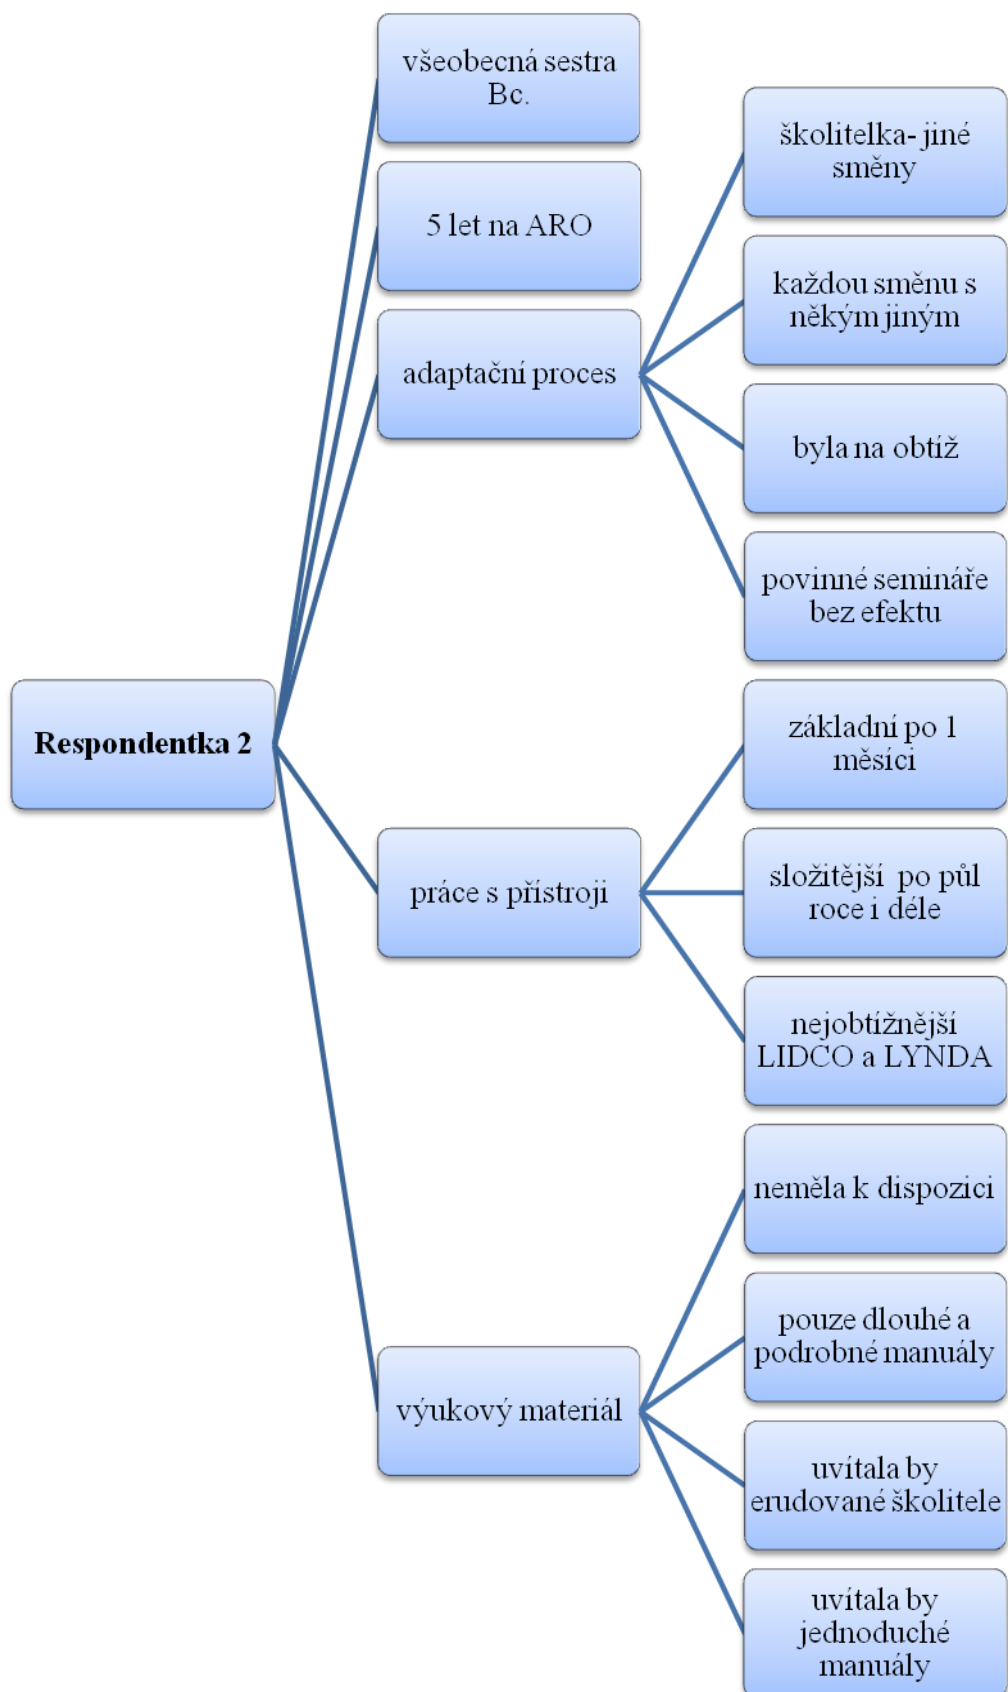 Respondentka 2
všeobecná sestra
Bc.
5 let na ARO
adaptační proces
školitelka- jiné
směny
každou směnu s
někým jiným
byla na obtíž
povinné semináře
bez efektu
práce s přístroji
základní po 1
měsíci
složitější po půl
roce i déle
nejobtížnější
LIDCO a LYNDA
výukový materiál
neměla k dispozici
pouze dlouhé a
podrobné manuály
uvítala by
erudované školitele
uvítala by
jednoduché
manuály